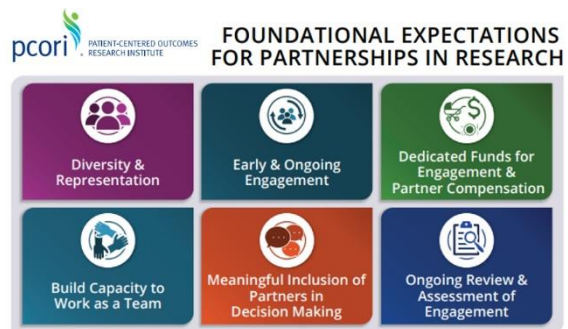 pcori
PATIENT-CENTERED OUTCOMES
RESEARCH INSTITUTE
FOUNDATIONAL EXPECTATIONS
FOR PARTNERSHIPS IN RESEARCH
Diversity &
Representation
Early & Ongoing
Engagement
Dedicated Funds for
Engagement &
Partner Compensation
Build Capacity to
Work as a Team
Meaningful Inclusion of
Partners in
Decision Making
Ongoing Review &
Assessment of
Engagement